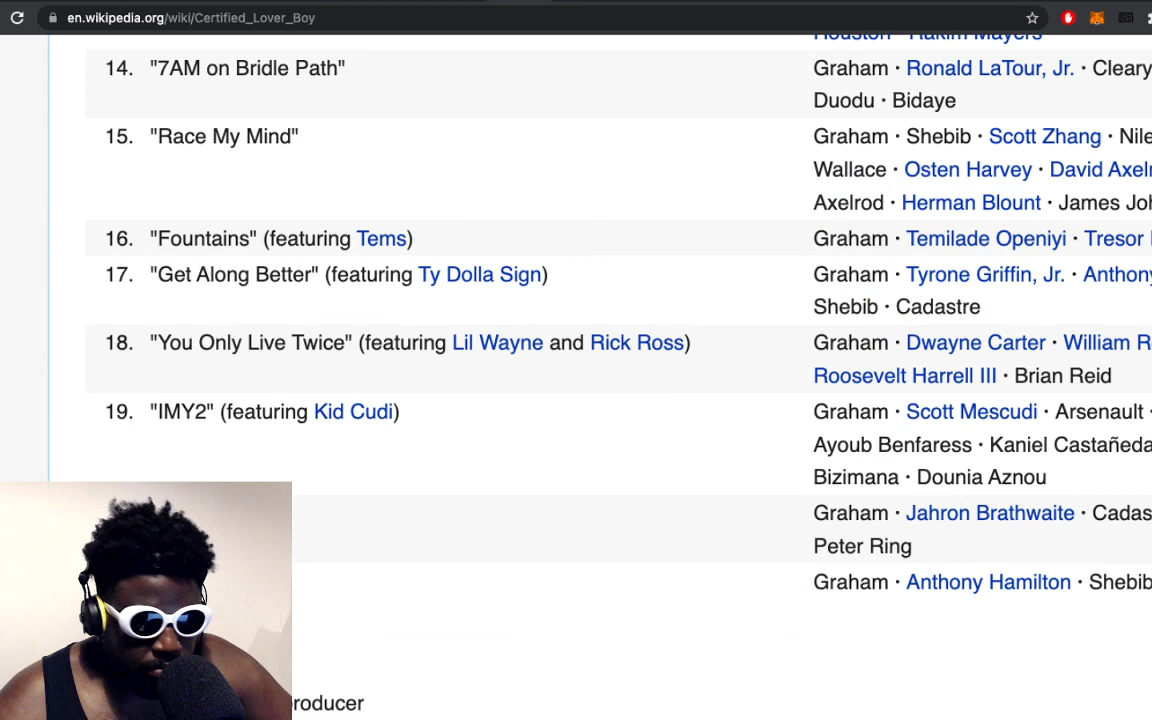 en.wikipedia.org/wiki/Certified_Lover_Boy
Houston · Hakim Mayers
14. "7AM on Bridle Path" Graham · Ronald LaTour, Jr. · Cleary
Duodu · Bidaye
15. "Race My Mind" Graham · Shebib · Scott Zhang · Nile
Wallace · Osten Harvey · David Axelr
Axelrod · Herman Blount · James Joh
16. "Fountains" (featuring Tems) Graham · Temilade Openiyi · Tresor
17. "Get Along Better" (featuring Ty Dolla Sign) Graham · Tyrone Griffin, Jr. · Anthony
Shebib · Cadastre
18. "You Only Live Twice" (featuring Lil Wayne and Rick Ross) Graham · Dwayne Carter · William R
Roosevelt Harrell III · Brian Reid
19. "IMY2" (featuring Kid Cudi) Graham · Scott Mescudi · Arsenault ·
Ayoub Benfaress · Kaniel Castañeda
Bizimana · Dounia Aznou
Graham · Jahron Brathwaite · Cadas
Peter Ring
Graham · Anthony Hamilton · Shebib
roducer